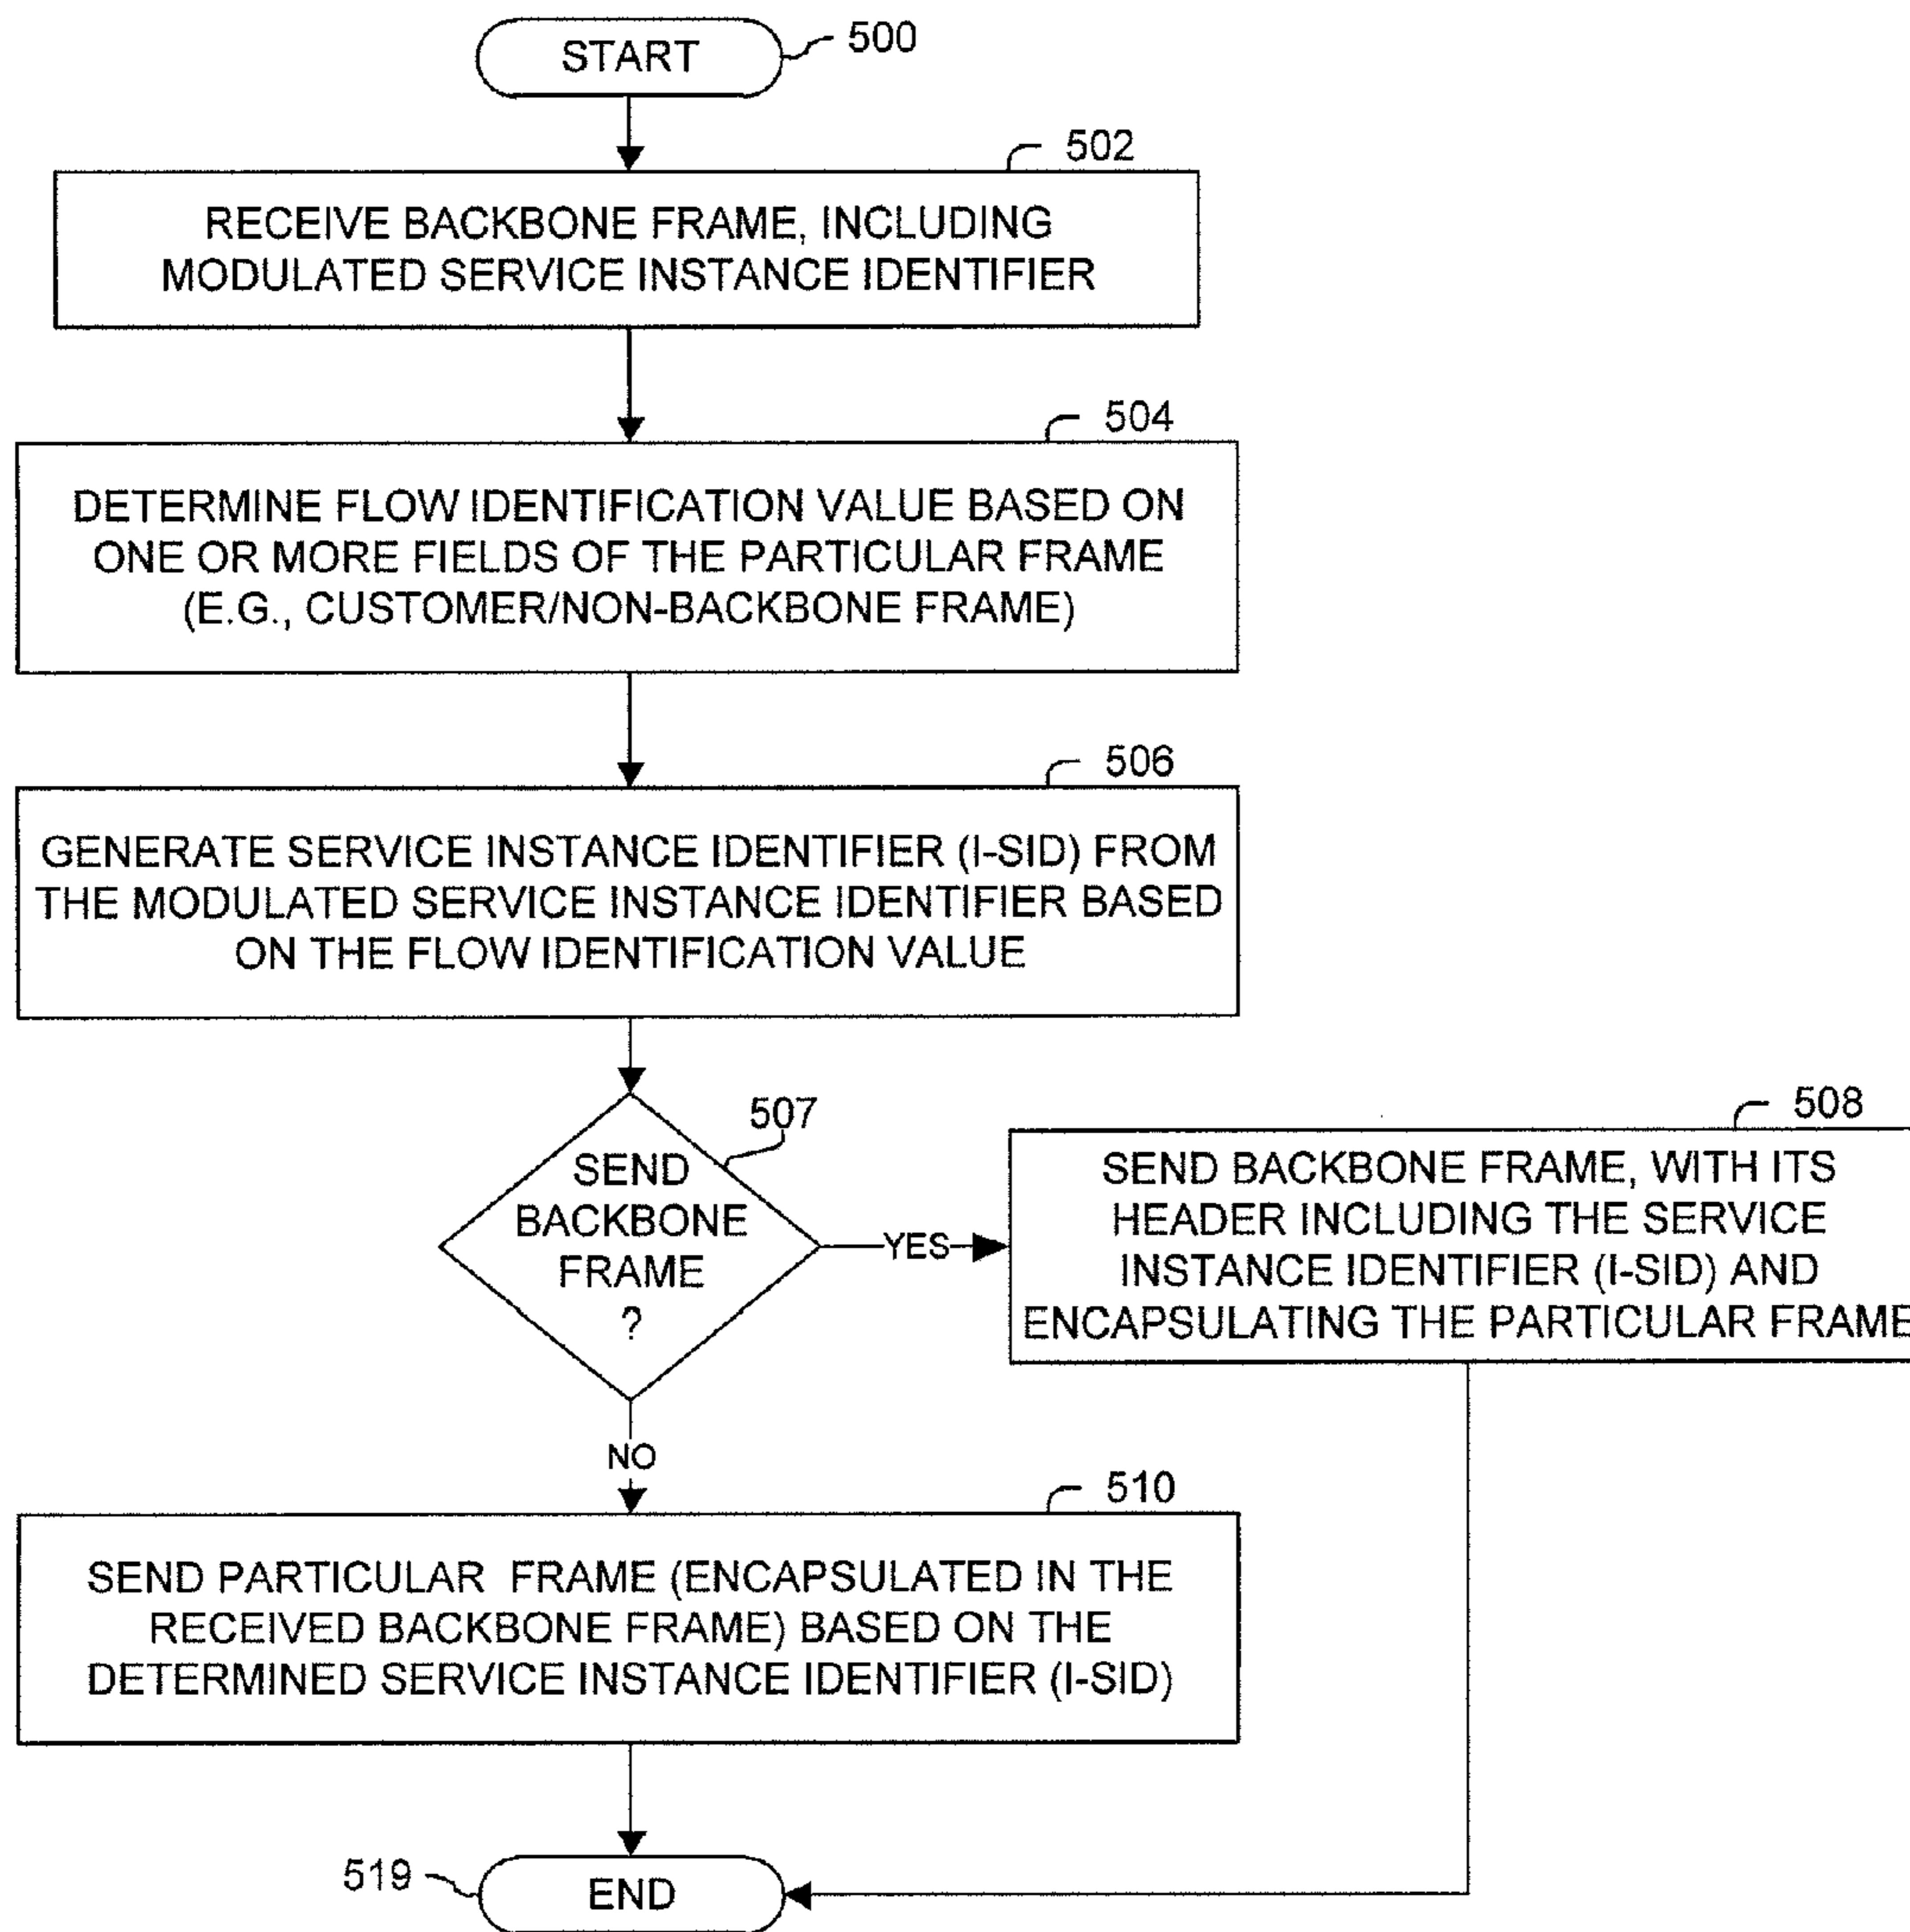 START
500
502
RECEIVE BACKBONE FRAME, INCLUDING
MODULATED SERVICE INSTANCE IDENTIFIER
504
DETERMINE FLOW IDENTIFICATION VALUE BASED ON
ONE OR MORE FIELDS OF THE PARTICULAR FRAME
(E.G., CUSTOMER/NON-BACKBONE FRAME)
506
GENERATE SERVICE INSTANCE IDENTIFIER (I-SID) FROM
THE MODULATED SERVICE INSTANCE IDENTIFIER BASED
ON THE FLOW IDENTIFICATION VALUE
507
SEND
BACKBONE
FRAME
?
YES
508
SEND BACKBONE FRAME, WITH ITS
HEADER INCLUDING THE SERVICE
INSTANCE IDENTIFIER (I-SID) AND
ENCAPSULATING THE PARTICULAR FRAME
NO
510
SEND PARTICULAR FRAME (ENCAPSULATED IN THE
RECEIVED BACKBONE FRAME) BASED ON THE
DETERMINED SERVICE INSTANCE IDENTIFIER (I-SID)
519
END